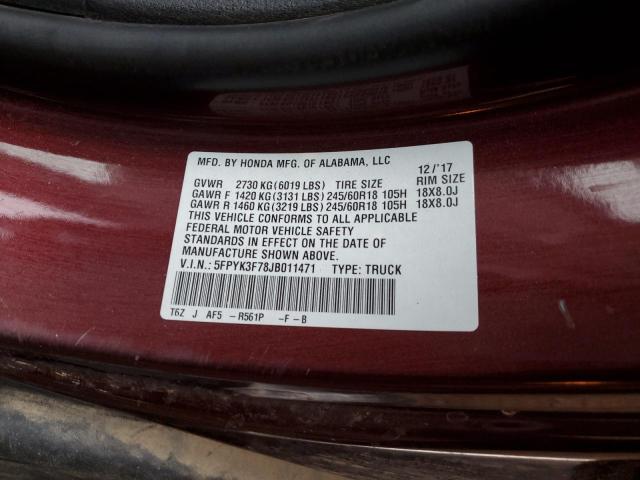 MFD. BY HONDA MFG. OF ALABAMA, LLC 12/'17
GVWR 2730 KG(6019 LBS) TIRE SIZE RIM SIZE
GAWR F 1420 KG(3131 LBS) 245/60R18 105H 18X8.0J
GAWR R 1460 KG(3219 LBS) 245/60R18 105H 18X8.0J
THIS VEHICLE CONFORMS TO ALL APPLICABLE
FEDERAL MOTOR VEHICLE SAFETY
STANDARDS IN EFFECT ON THE DATE OF
MANUFACTURE SHOWN ABOVE.
V.I.N.: 5FPYK3F78JB011471 TYPE: TRUCK
T6Z J AF5 -R561P -F-B